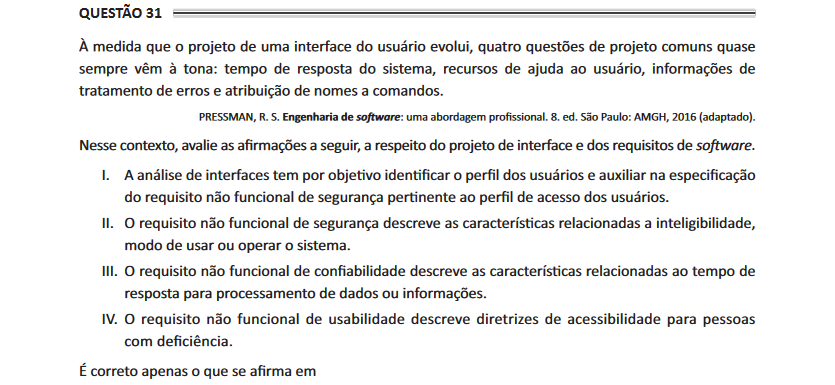 QUESTÃO 31
À medida que o projeto de uma interface do usuário evolui, quatro questões de projeto comuns quase
sempre vêm à tona: tempo de resposta do sistema, recursos de ajuda ao usuário, informações de
tratamento de erros e atribuição de nomes a comandos.
PRESSMAN, R. S. Engenharia de software: uma abordagem profissional. 8. ed. São Paulo: AMGH, 2016 (adaptado).
Nesse contexto, avalie as afirmações a seguir, a respeito do projeto de interface e dos requisitos de software.
I. A análise de interfaces tem por objetivo identificar o perfil dos usuários e auxiliar na especificação
do requisito não funcional de segurança pertinente ao perfil de acesso dos usuários.
II. O requisito não funcional de segurança descreve as características relacionadas a inteligibilidade,
modo de usar ou operar o sistema.
III. O requisito não funcional de confiabilidade descreve as características relacionadas ao tempo de
resposta para processamento de dados ou informações.
IV. O requisito não funcional de usabilidade descreve diretrizes de acessibilidade para pessoas
com deficiência.
É correto apenas o que se afirma em